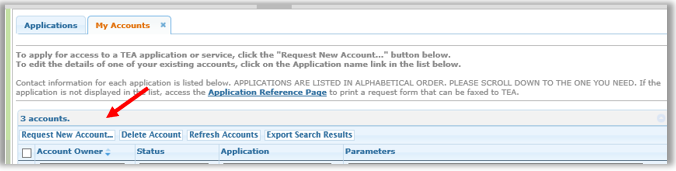 Applications My Accounts ×
To apply for access to a TEA application or service, click the "Request New Account..." button below.
To edit the details of one of your existing accounts, click on the Application name link in the list below.
Contact information for each application is listed below. APPLICATIONS ARE LISTED IN ALPHABETICAL ORDER. PLEASE SCROLL DOWN TO THE ONE YOU NEED. If the
application is not displayed in the list, access the Application Reference Page to print a request form that can be faxed to TEA.
3 accounts.
Request New Account... Delete Account Refresh Accounts Export Search Results
Account Owner Status Application Parameters